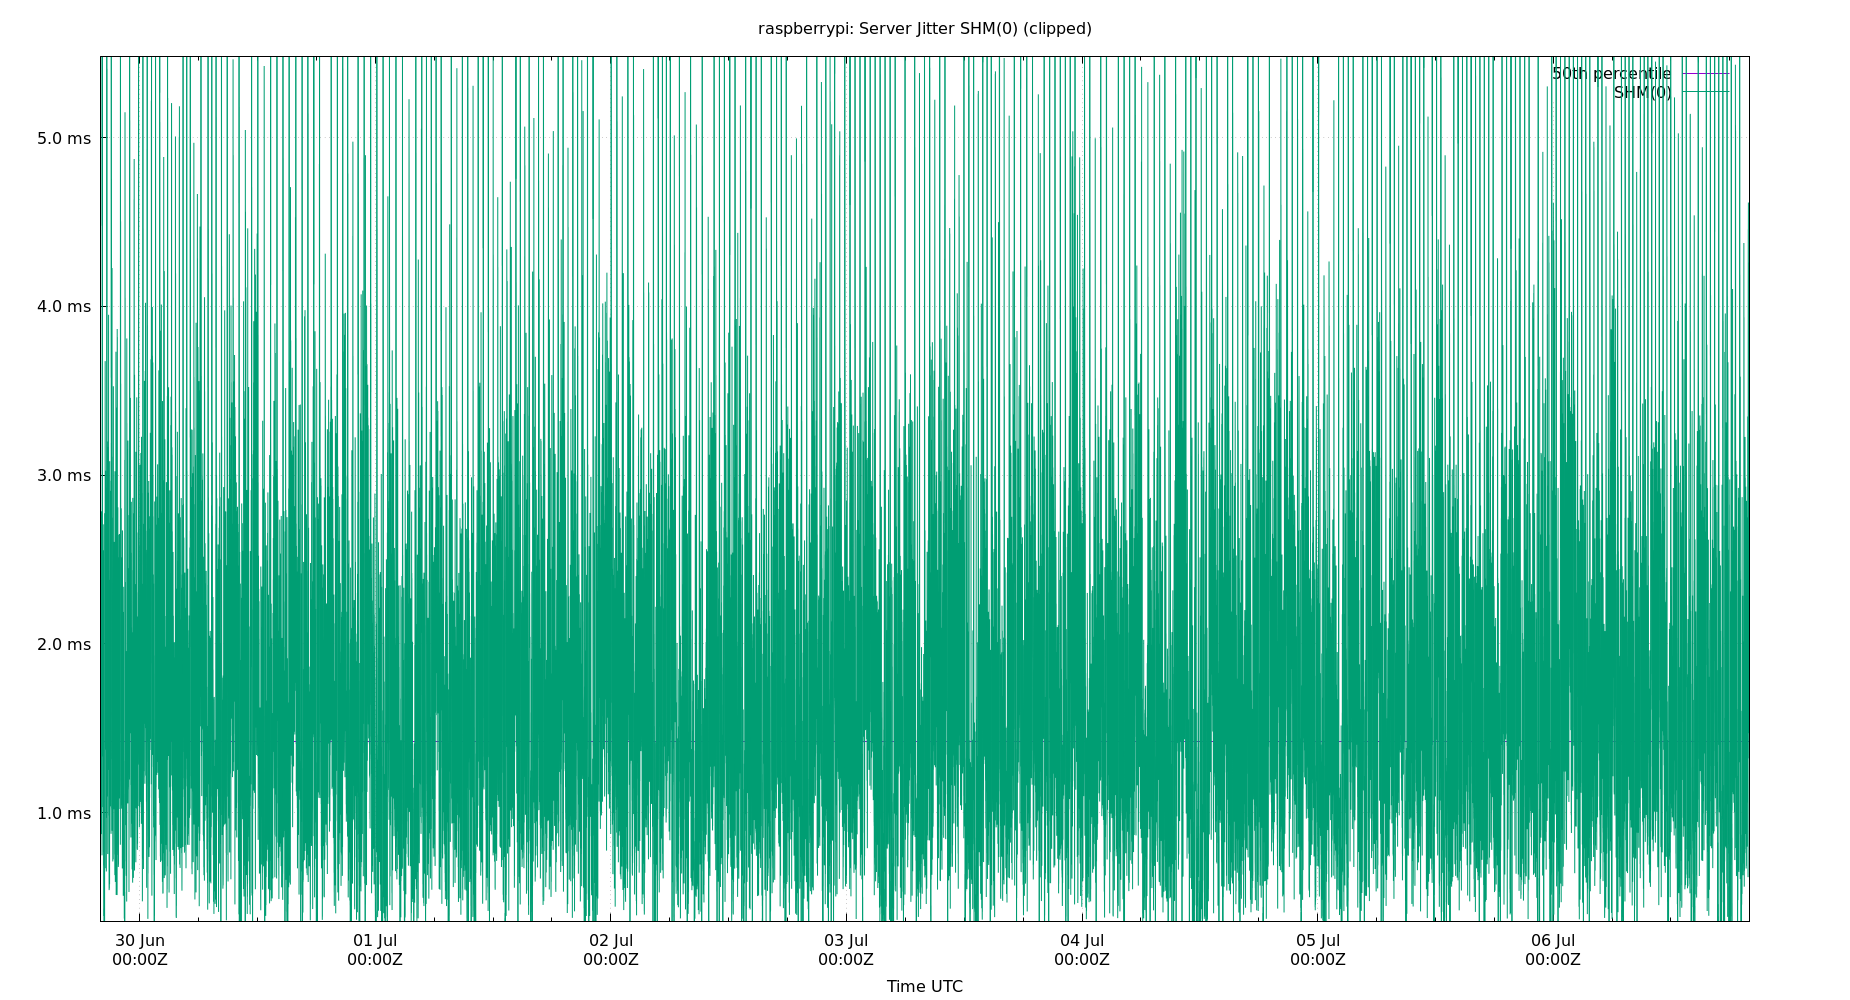 raspberrypi: Server Jitter SHM(0) (clipped)
50th percentile
SHM(0)
5.0 ms
4.0 ms
3.0 ms
2.0 ms
1.0 ms
30 Jun 01 Jul 02 Jul 03 Jul 04 Jul 05 Jul 06 Jul
00:00Z 00:00Z 00:00Z 00:00Z 00:00Z 00:00Z 00:00Z
Time UTC